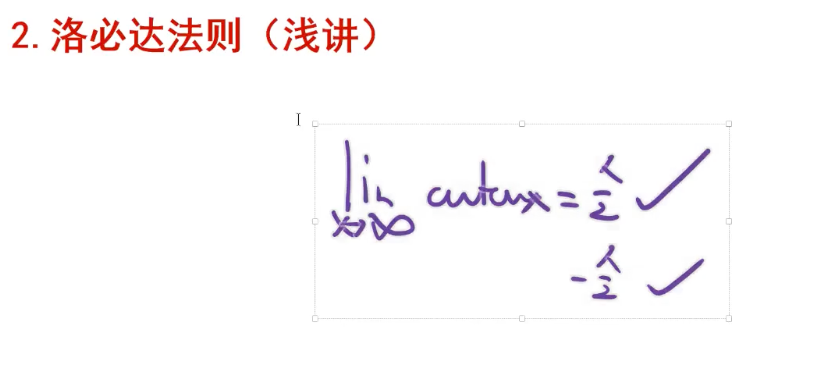 2. 洛必达法则（浅讲）
lim arctanx = π/2 ✓
x→∞
-π/2 ✓